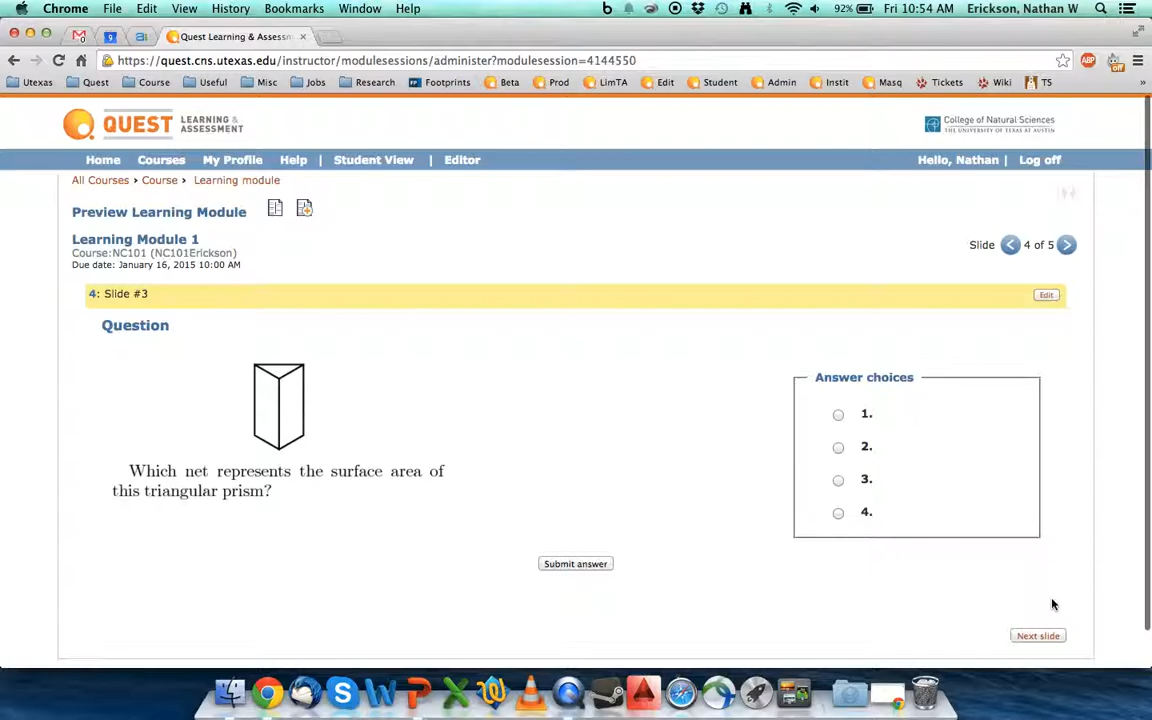 Chrome File Edit View History Bookmarks Window Help 92% Fri 10:54 AM Erickson, Nathan W
Quest Learning & Assessm
https://quest.cns.utexas.edu/instructor/modulesessions/administer?modulesession=4144550
Utexas Quest Course Useful Misc Jobs Research FP Footprints Beta Prod LimTA Edit Student Admin Instit Masq Tickets Wiki TS »
QUEST LEARNING & ASSESSMENT
College of Natural Sciences
THE UNIVERSITY OF TEXAS AT AUSTIN
Home Courses My Profile Help | Student View | Editor Hello, Nathan | Log off
All Courses › Course › Learning module
Preview Learning Module
Learning Module 1
Course:NC101 (NC101Erickson)
Due date: January 16, 2015 10:00 AM
Slide < 4 of 5 >
4: Slide #3 Edit
Question
Which net represents the surface area of
this triangular prism?
Answer choices
1.
2.
3.
4.
Submit answer
Next slide